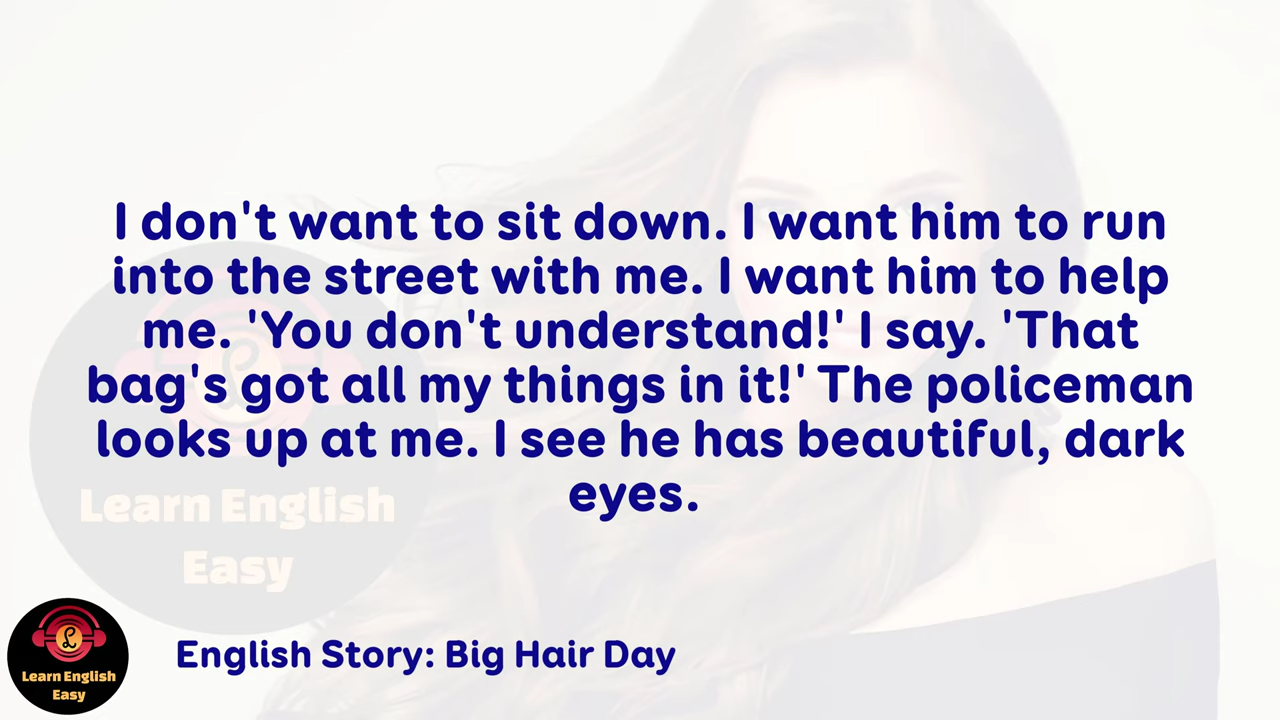 I don't want to sit down. I want him to run
into the street with me. I want him to help
me. 'You don't understand!' I say. 'That
bag's got all my things in it!' The policeman
looks up at me. I see he has beautiful, dark
eyes.
Learn English
Easy
L
Learn English
Easy
English Story: Big Hair Day